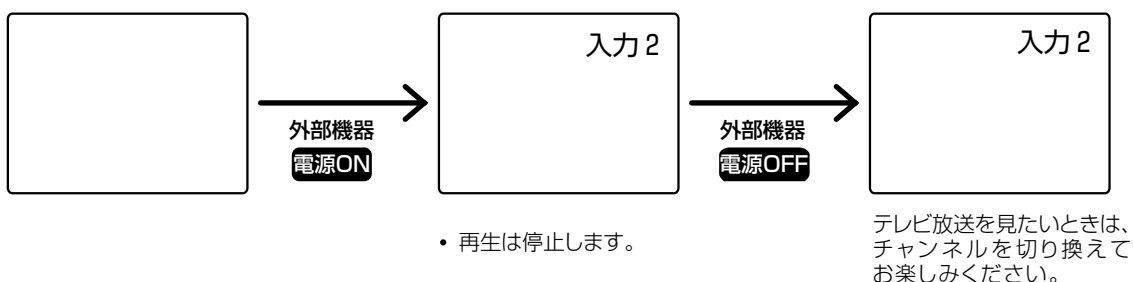 入力2
入力2
外部機器
電源ON
外部機器
電源OFF
• 再生は停止します。
テレビ放送を見たいときは、
チャンネルを切り換えて
お楽しみください。